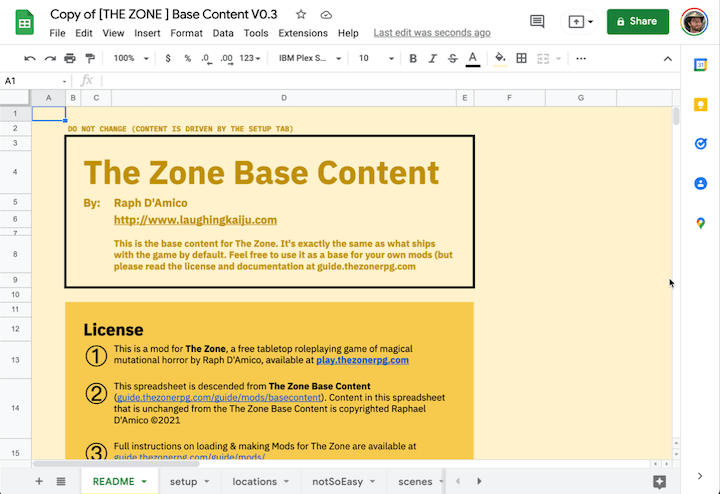 Copy of [THE ZONE ] Base Content V0.3
File Edit View Insert Format Data Tools Extensions Help Last edit was seconds ago
Share
100% $ % .0 .00 123 IBM Plex S... 10 B I S A
A1 fx
A B C D E F G
1
2 DO NOT CHANGE (CONTENT IS DRIVEN BY THE SETUP TAB)
3
4 The Zone Base Content
5 By: Raph D'Amico
6 http://www.laughingkaiju.com
7
8 This is the base content for The Zone. It's exactly the same as what ships
with the game by default. Feel free to use it as a base for your own mods (but
please read the license and documentation at guide.thezonerpg.com
9
10
11
12 License
13 1 This is a mod for The Zone, a free tabletop roleplaying game of magical
mutational horror by Raph D'Amico, available at play.thezonerpg.com
14 2 This spreadsheet is descended from The Zone Base Content
(guide.thezonerpg.com/guide/mods/basecontent). Content in this spreadsheet
that is unchanged from the The Zone Base Content is copyrighted Raphael
D'Amico ©2021
15 3 Full instructions on loading & making Mods for The Zone are available at
guide.thezonerpg.com/guide/mods/
README setup locations notSoEasy scenes
31